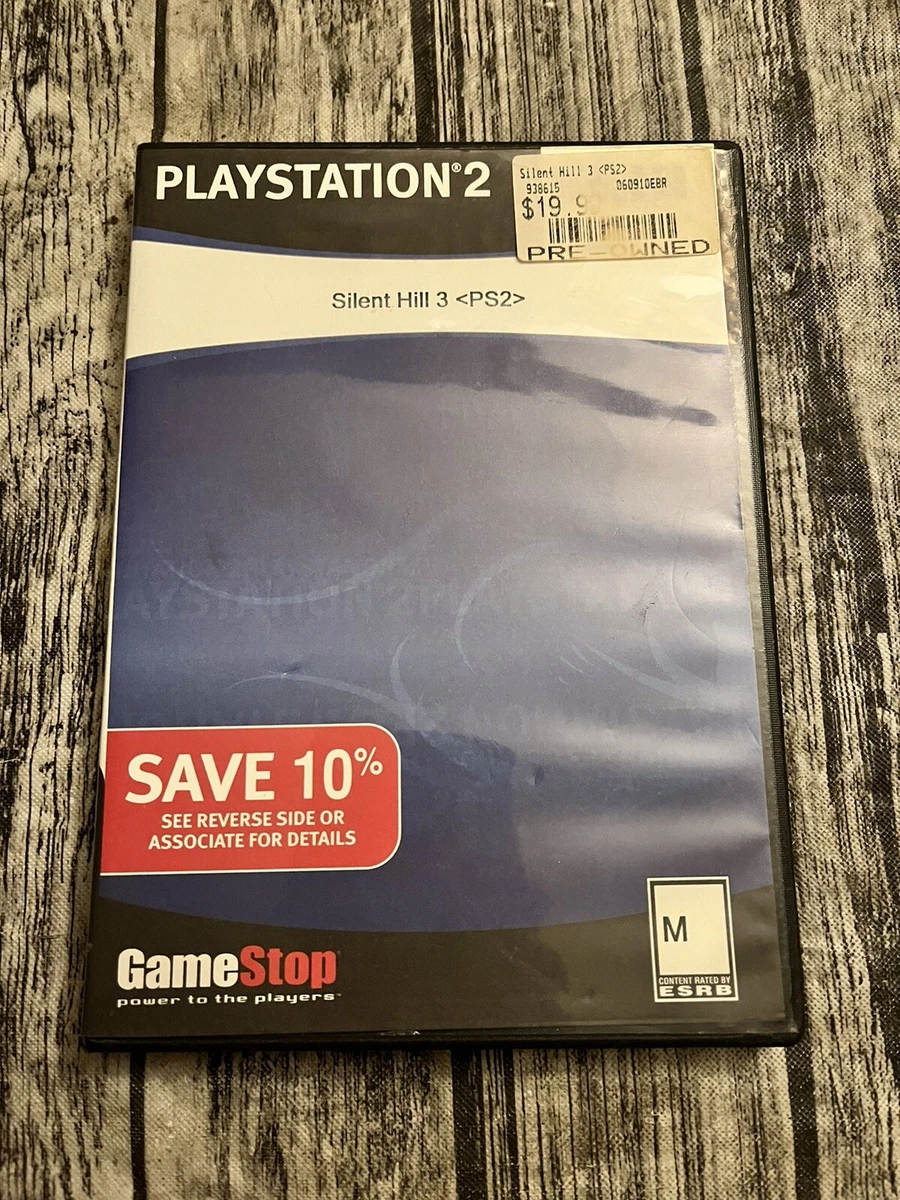 PLAYSTATION®2
Silent Hill 3 <PS2>
938615 060910EBR
$19.9
PRE-OWNED
Silent Hill 3 <PS2>
SAVE 10%
SEE REVERSE SIDE OR
ASSOCIATE FOR DETAILS
GameStop
power to the players™
M
CONTENT RATED BY
ESRB